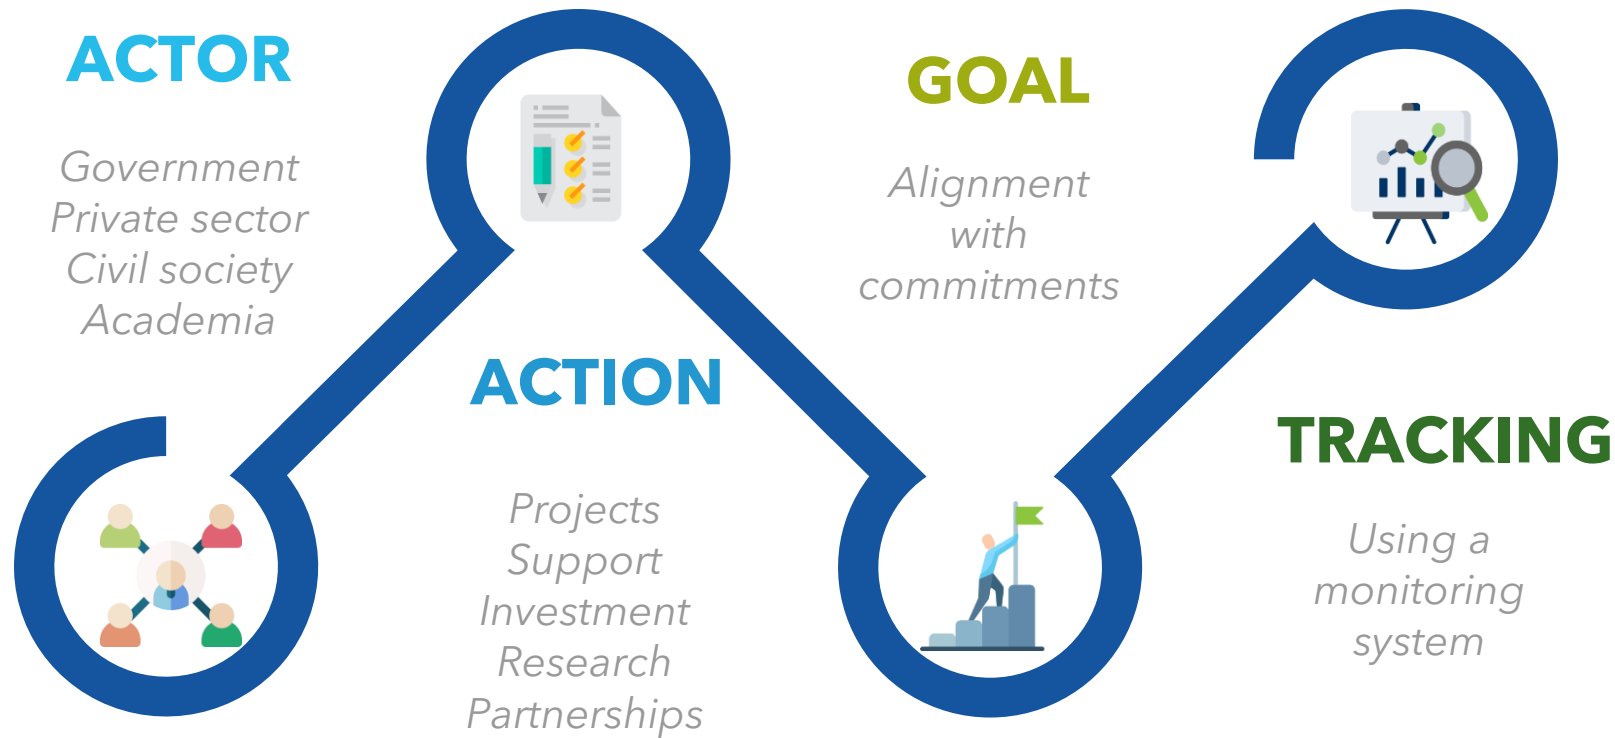 ACTOR
Government
Private sector
Civil society
Academia
ACTION
Projects
Support
Investment
Research
Partnerships
GOAL
Alignment
with
commitments
TRACKING
Using a
monitoring
system